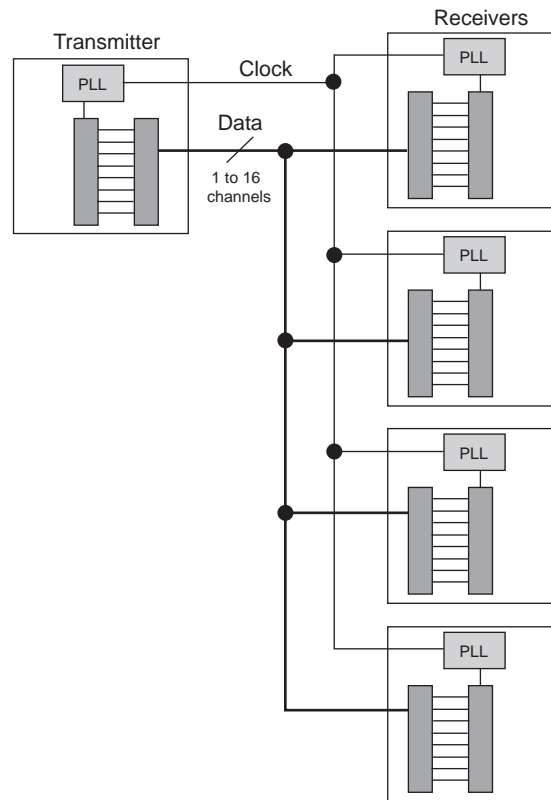 Receivers
Transmitter
PLL
PLL
Clock
Data
1 to 16
channels
PLL
PLL
PLL